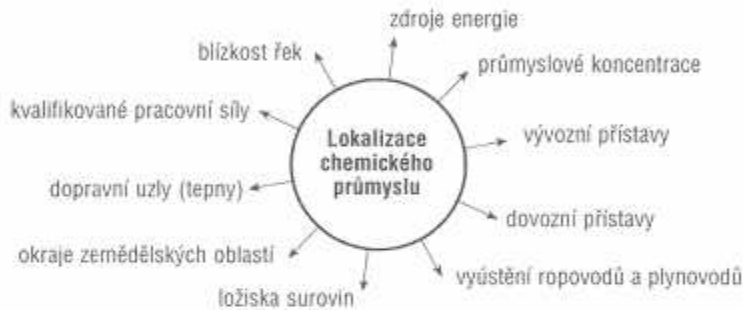 zdroje energie
blízkost řek
průmyslové koncentrace
kvalifikované pracovní síly
vývozní přístavy
Lokalizace
chemického
průmyslu
dopravní uzly (tepny)
dovozní přístavy
okraje zemědělských oblastí
vyústění ropovodů a plynovodů
ložiska surovin